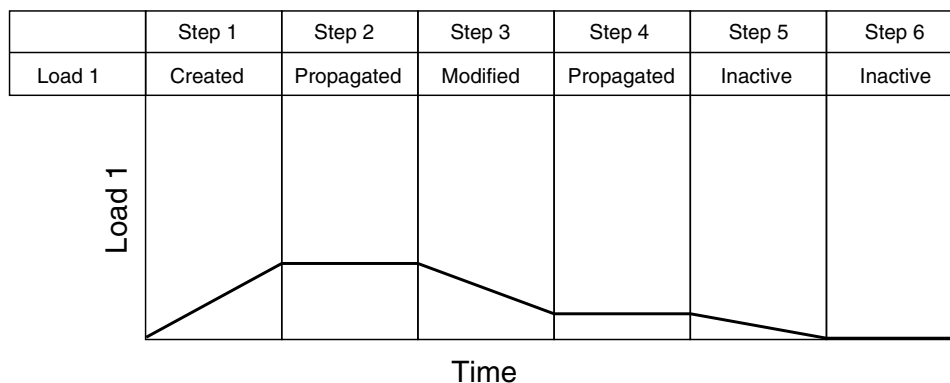 Step 1 Step 2 Step 3 Step 4 Step 5 Step 6
Load 1 Created Propagated Modified Propagated Inactive Inactive
Load 1
Time